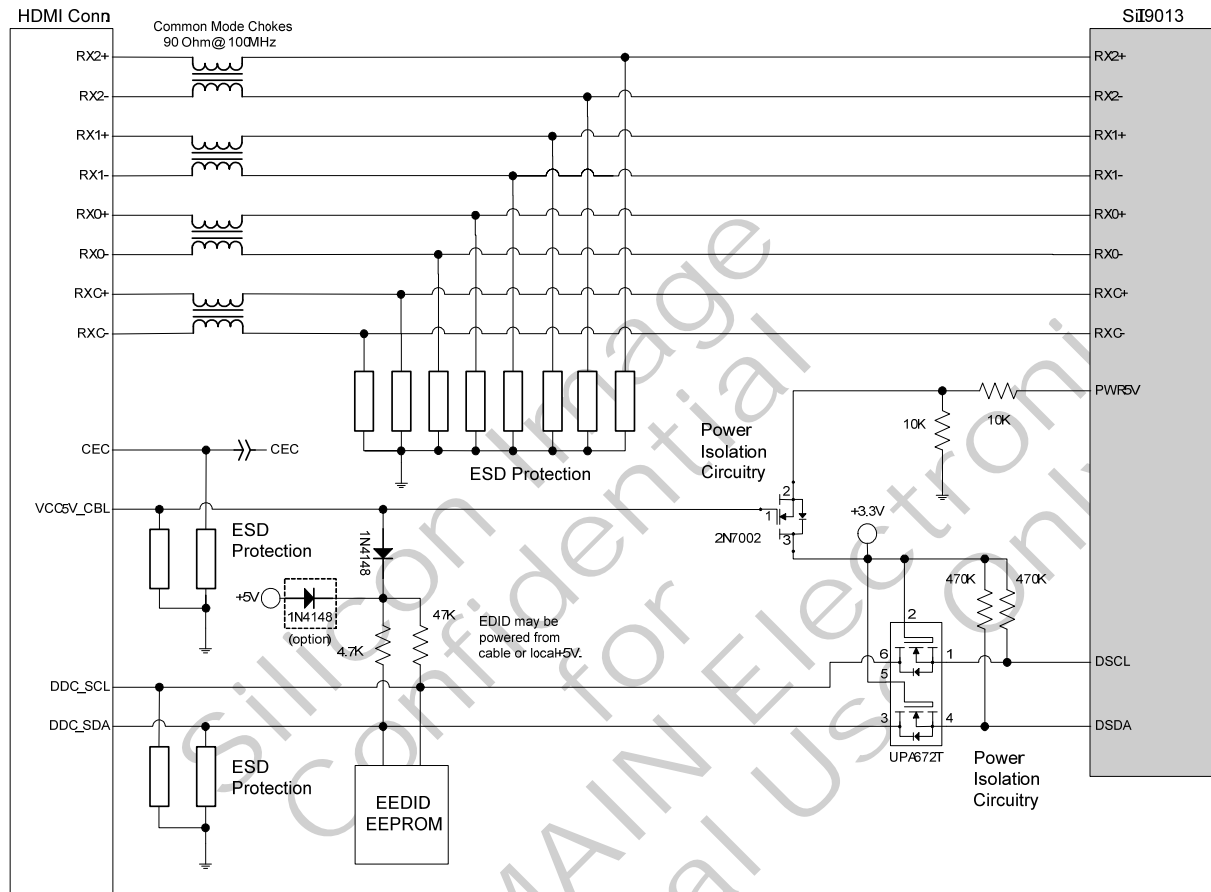 HDMI Conn
SiI9013
Common Mode Chokes
90 Ohm@ 100MHz
RX2+
RX2+
RX2-
RX2-
RX1+
RX1+
RX1-
RX1-
RX0+
RX0+
RX0-
RX0-
RXC+
RXC+
RXC-
RXC-
PWR5V
10K
10K
Power
Isolation
Circuitry
CEC
CEC
ESD Protection
VCC5V_CBL
2
1
3
2N7002
+3.3V
ESD
Protection
1N4148
470K
470K
+5V
1N4148
(option)
47K
4.7K
EDID may be
powered from
cable or local+5V.
2
6
1
5
DDC_SCL
DSCL
DDC_SDA
3
4
DSDA
UPA672T
Power
Isolation
Circuitry
ESD
Protection
EEDID
EEPROM
Silicon Image
Confidential
for
MAIN Electroni
al Use Only